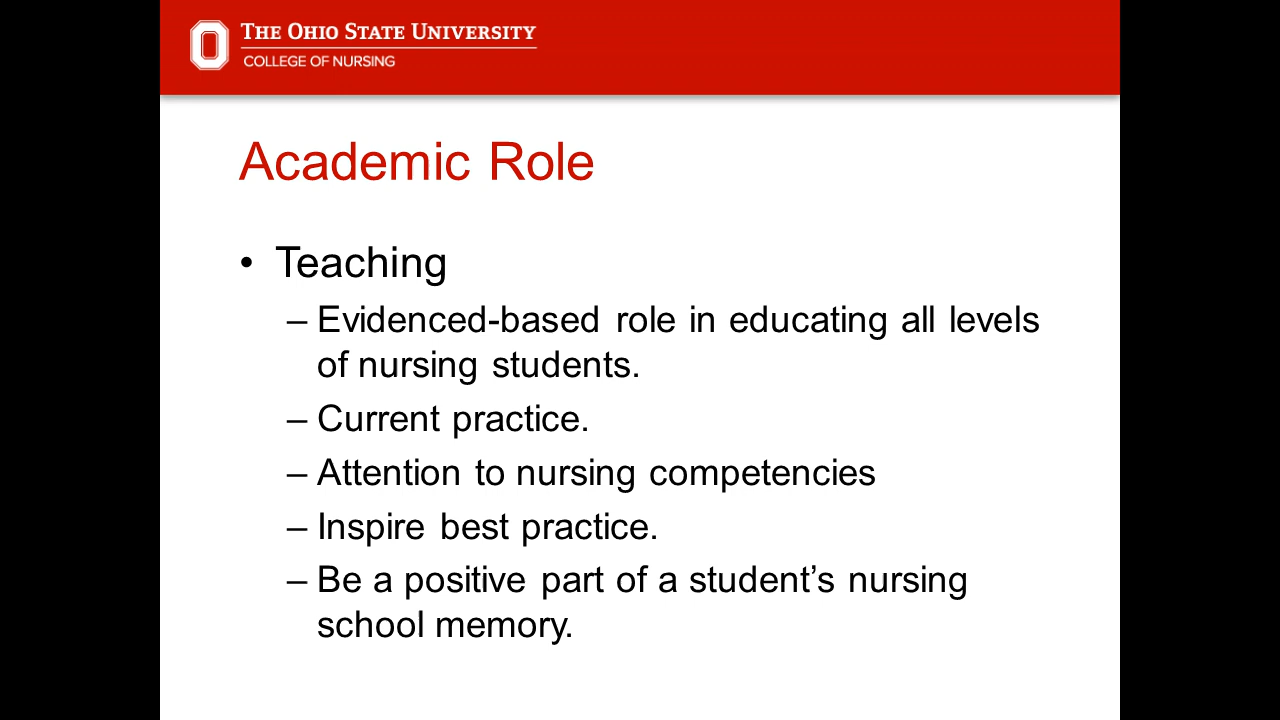 THE OHIO STATE UNIVERSITY
COLLEGE OF NURSING
Academic Role
• Teaching
– Evidenced-based role in educating all levels
of nursing students.
– Current practice.
– Attention to nursing competencies
– Inspire best practice.
– Be a positive part of a student’s nursing
school memory.